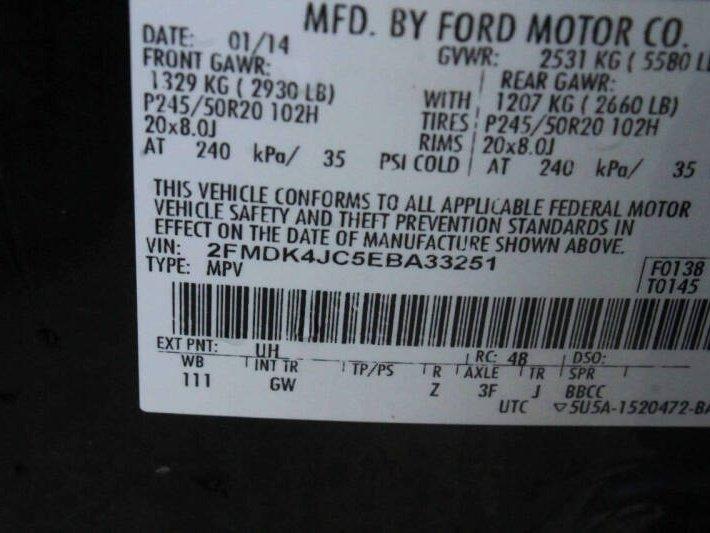 MFD. BY FORD MOTOR CO.
DATE: 01/14 GVWR: 2531 KG ( 5580 L
FRONT GAWR: REAR GAWR:
1329 KG ( 2930 LB) WITH 1207 KG ( 2660 LB)
P245/50R20 102H TIRES P245/50R20 102H
20x8.0J RIMS 20x8.0J
AT 240 kPa/ 35 PSI COLD AT 240 kPa/ 35
THIS VEHICLE CONFORMS TO ALL APPLICABLE FEDERAL MOTOR
VEHICLE SAFETY AND THEFT PREVENTION STANDARDS IN
EFFECT ON THE DATE OF MANUFACTURE SHOWN ABOVE.
VIN: 2FMDK4JC5EBA33251
TYPE: MPV
F0138
T0145
EXT PNT: UH RC: 48 DSO:
WB INT TR TP/PS R AXLE TR SPR
111 GW Z 3F J BBCC
UTC ▽5U5A-1520472-BA